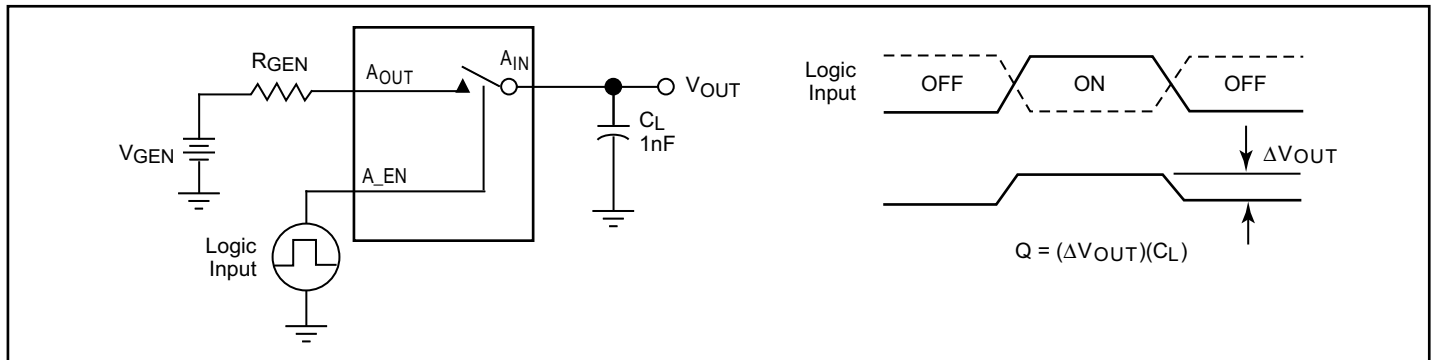 RGEN
VGEN
AOUT
AIN
A_EN
Logic
Input
VOUT
CL
1nF
Logic
Input
OFF
ON
OFF
ΔVOUT
Q = (ΔVOUT)(CL)